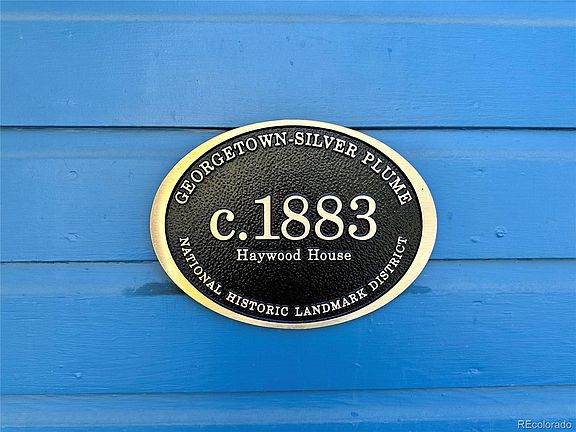 GEORGETOWN-SILVER PLUME
c.1883
Haywood House
NATIONAL HISTORIC LANDMARK DISTRICT
REcolorado